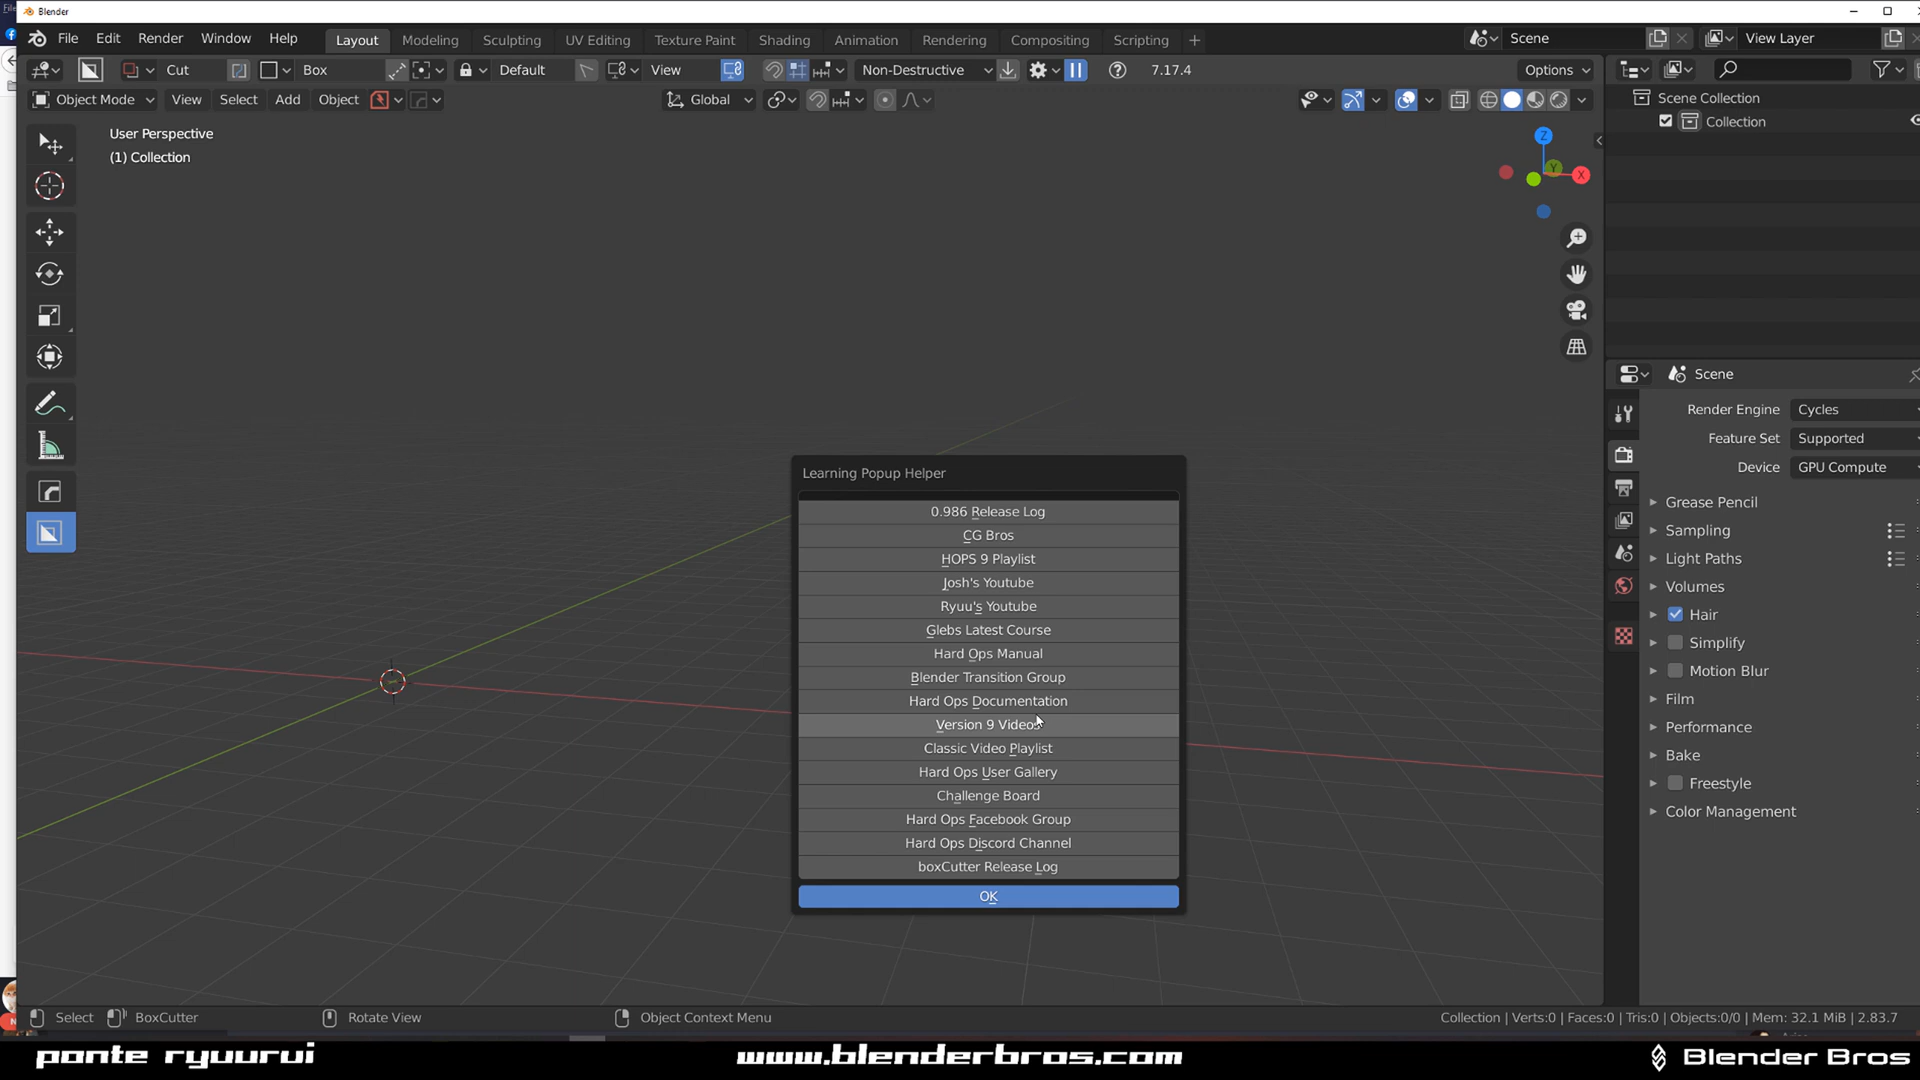 Blender
File Edit Render Window Help Layout Modeling Sculpting UV Editing Texture Paint Shading Animation Rendering Compositing Scripting + Scene View Layer
Cut Box Default View Non-Destructive 7.17.4 Options
Object Mode View Select Add Object Global
Scene Collection
Collection
User Perspective
(1) Collection
Z
Y
X
Scene
Render Engine Cycles
Feature Set Supported
Device GPU Compute
Grease Pencil
Sampling
Light Paths
Volumes
Hair
Simplify
Motion Blur
Film
Performance
Bake
Freestyle
Color Management
Learning Popup Helper
0.986 Release Log
CG Bros
HOPS 9 Playlist
Josh's Youtube
Ryuu's Youtube
Glebs Latest Course
Hard Ops Manual
Blender Transition Group
Hard Ops Documentation
Version 9 Videos
Classic Video Playlist
Hard Ops User Gallery
Challenge Board
Hard Ops Facebook Group
Hard Ops Discord Channel
boxCutter Release Log
OK
Select BoxCutter Rotate View Object Context Menu Collection | Verts:0 | Faces:0 | Tris:0 | Objects:0/0 | Mem: 32.1 MiB | 2.83.7
ponte ryuurui www.blenderbros.com Blender Bros